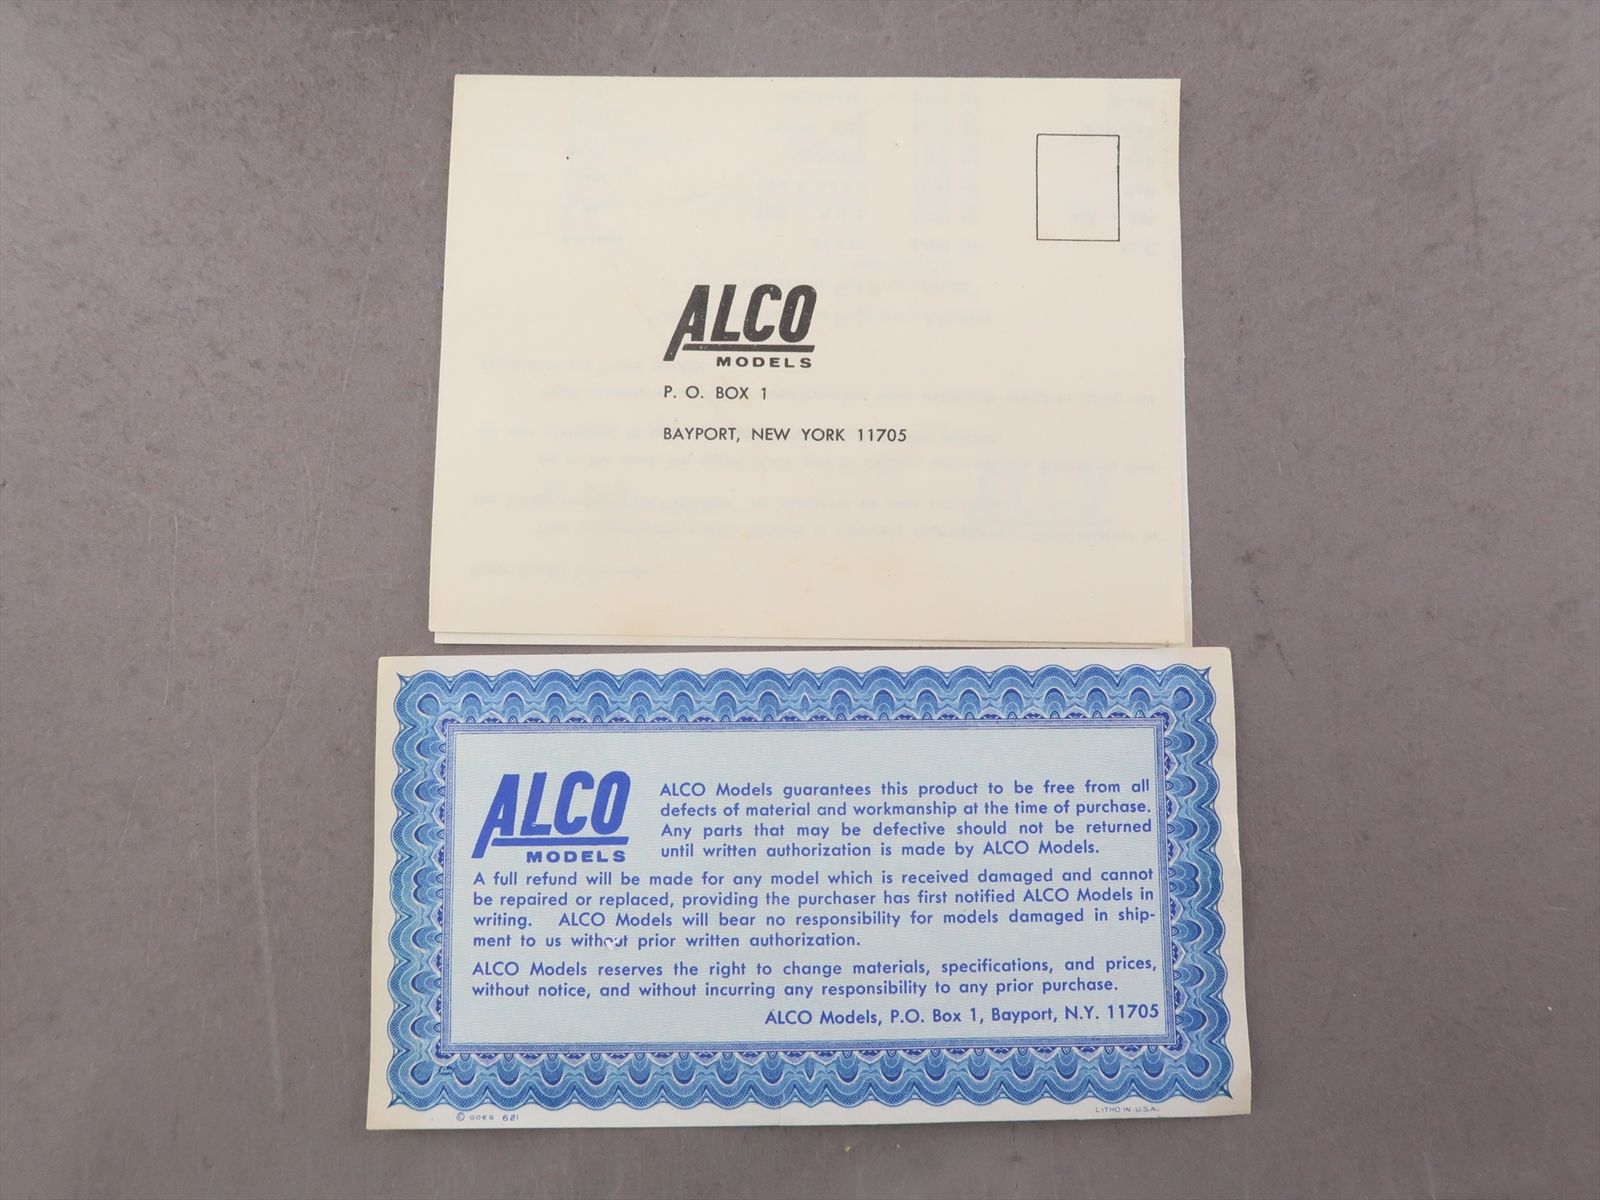 ALCO
MODELS
P. O. BOX 1
BAYPORT, NEW YORK 11705
ALCO
MODELS
ALCO Models guarantees this product to be free from all
defects of material and workmanship at the time of purchase.
Any parts that may be defective should not be returned
until written authorization is made by ALCO Models.
A full refund will be made for any model which is received damaged and cannot
be repaired or replaced, providing the purchaser has first notified ALCO Models in
writing. ALCO Models will bear no responsibility for models damaged in ship-
ment to us without prior written authorization.
ALCO Models reserves the right to change materials, specifications, and prices,
without notice, and without incurring any responsibility to any prior purchase.
ALCO Models, P.O. Box 1, Bayport, N.Y. 11705
© GOES 621
LITHO IN U.S.A.